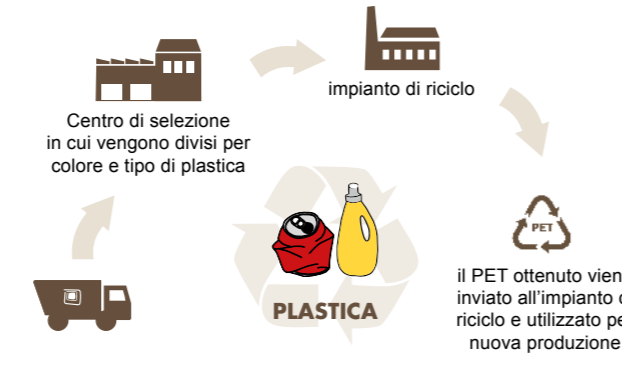 impianto di riciclo
Centro di selezione
in cui vengono divisi per
colore e tipo di plastica
PET
PLASTICA
il PET ottenuto vien
inviato all'impianto
riciclo e utilizzato
nuova produzione